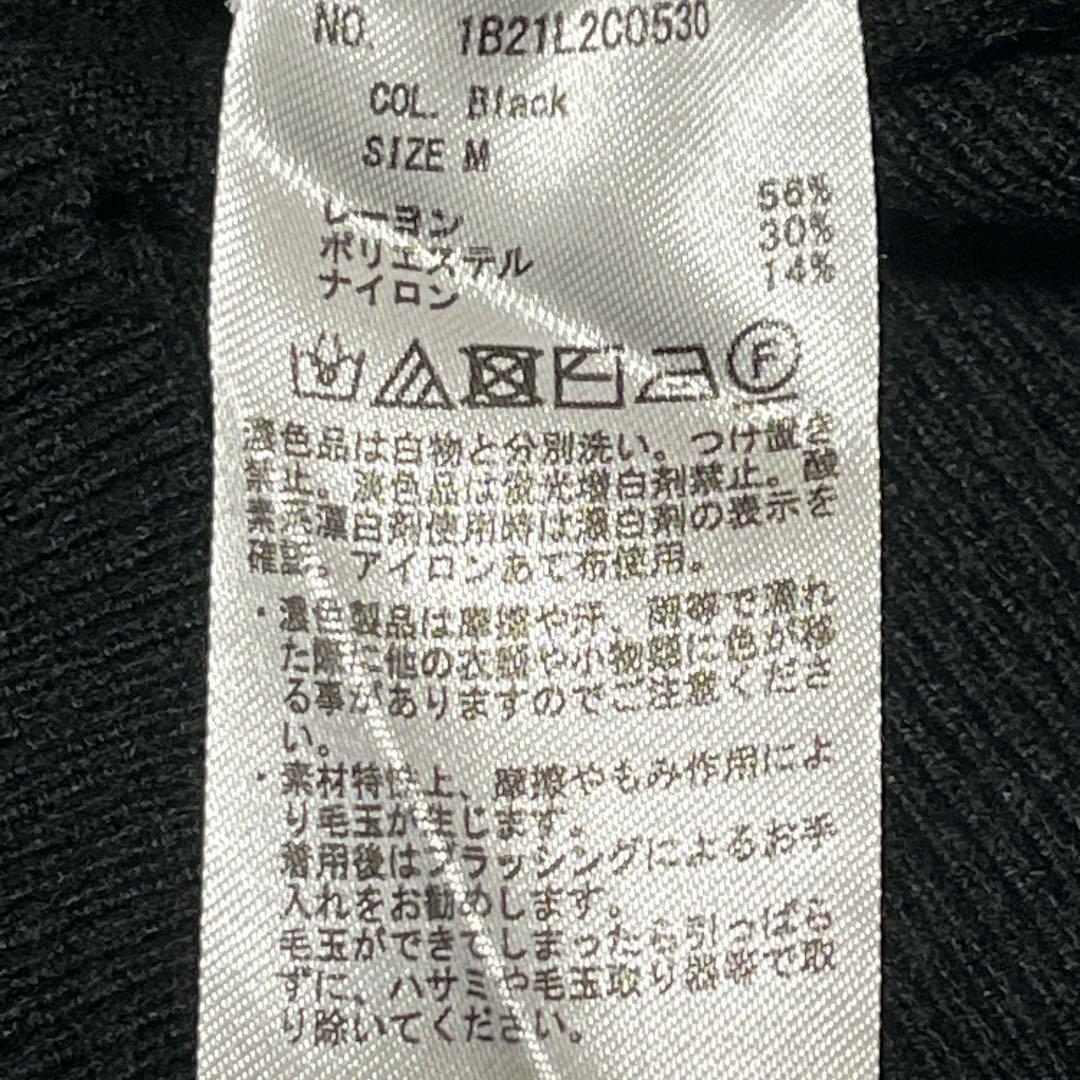 NO. 1B21L2C0530
COL. Black
SIZE M
レーヨン 56%
ポリエステル 30%
ナイロン 14%
F
濃色品は白物と分別洗い。つけ置き
禁止。淡色品は蛍光増白剤禁止。酸
素系漂白剤使用時は漂白剤の表示を
確認。アイロンあて布使用。
・濃色製品は摩擦や汗、雨等で濡れ
た際に他の衣服や小物類に色が移
る事がありますのでご注意くださ
い。
・素材特性上、摩擦やもみ作用によ
り毛玉が生じます。
着用後はブラッシングによるお手
入れをお勧めします。
毛玉ができてしまったら引っぱら
ずに、ハサミや毛玉取り器等で取
り除いてください。